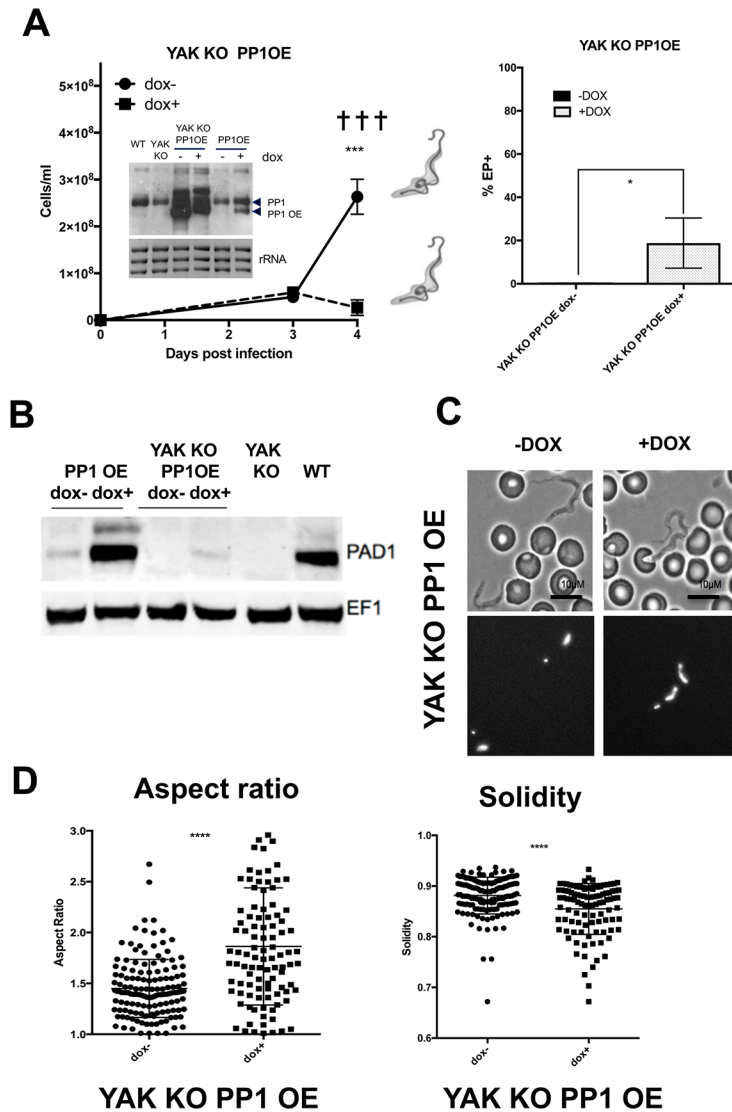 A
YAK KO PP1OE
dox-
dox+
5×10⁸
4×10⁸
3×10⁸
2×10⁸
1×10⁸
0
Cells/ml
0 1 2 3 4
Days post infection
†††
***
WT YAK KO YAK KO PP1OE PP1OE
- + - + dox
PP1
PP1 OE
rRNA
YAK KO PP1OE
-DOX
+DOX
100
80
60
40
20
0
% EP+
*
YAK KO PP1OE dox-
YAK KO PP1OE dox+
B
PP1 OE
dox- dox+
YAK KO
PP1OE
dox- dox+
YAK
KO
WT
PAD1
EF1
C
-DOX
+DOX
YAK KO PP1 OE
10µM
10µM
D
Aspect ratio
3.0
2.5
2.0
1.5
1.0
Aspect Ratio
****
dox-
dox+
YAK KO PP1 OE
Solidity
1.0
0.9
0.8
0.7
0.6
Solidity
****
dox-
dox+
YAK KO PP1 OE